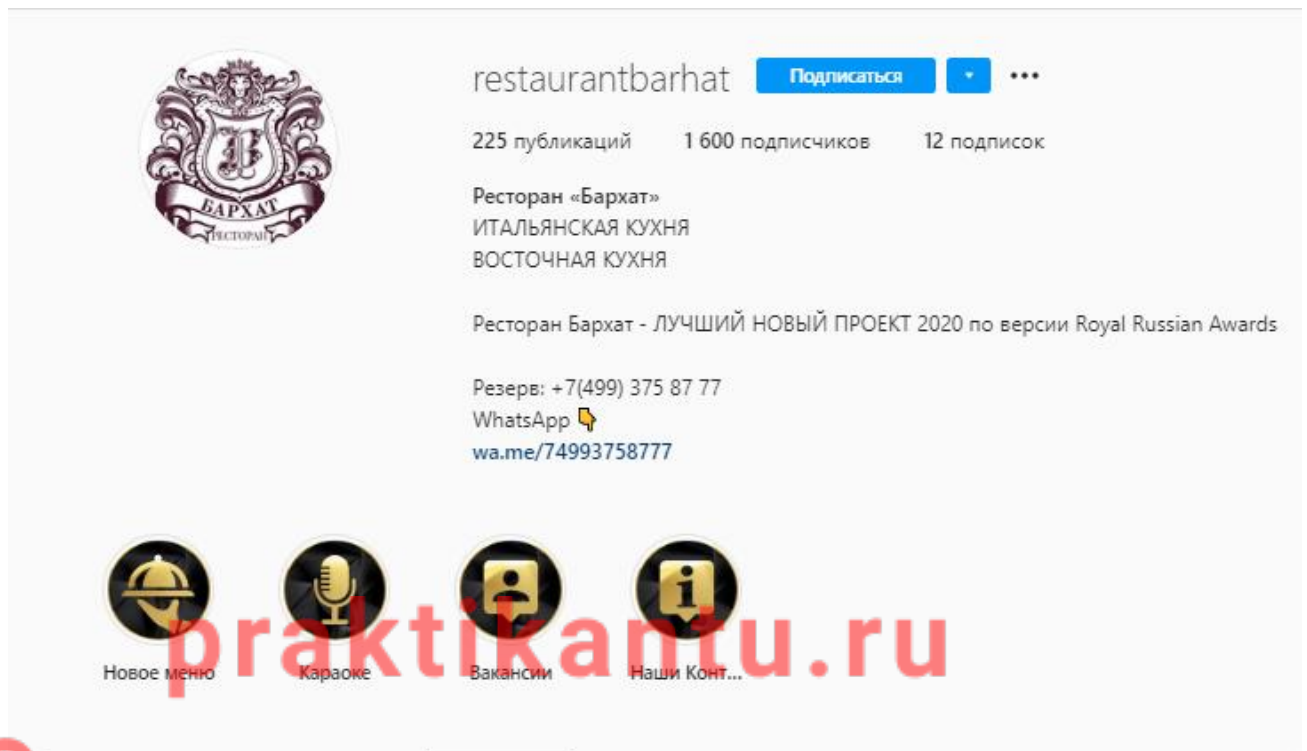 restaurantbarhat Подписаться
225 публикаций 1 600 подписчиков 12 подписок
Ресторан «Бархат»
ИТАЛЬЯНСКАЯ КУХНЯ
ВОСТОЧНАЯ КУХНЯ
Ресторан Бархат - ЛУЧШИЙ НОВЫЙ ПРОЕКТ 2020 по версии Royal Russian Awards
Резерв: +7(499) 375 87 77
WhatsApp 👇
wa.me/74993758777
БАРХАТ
РЕСТОРАН
Новое меню Караоке Вакансии Наши Конт...
praktikantu.ru